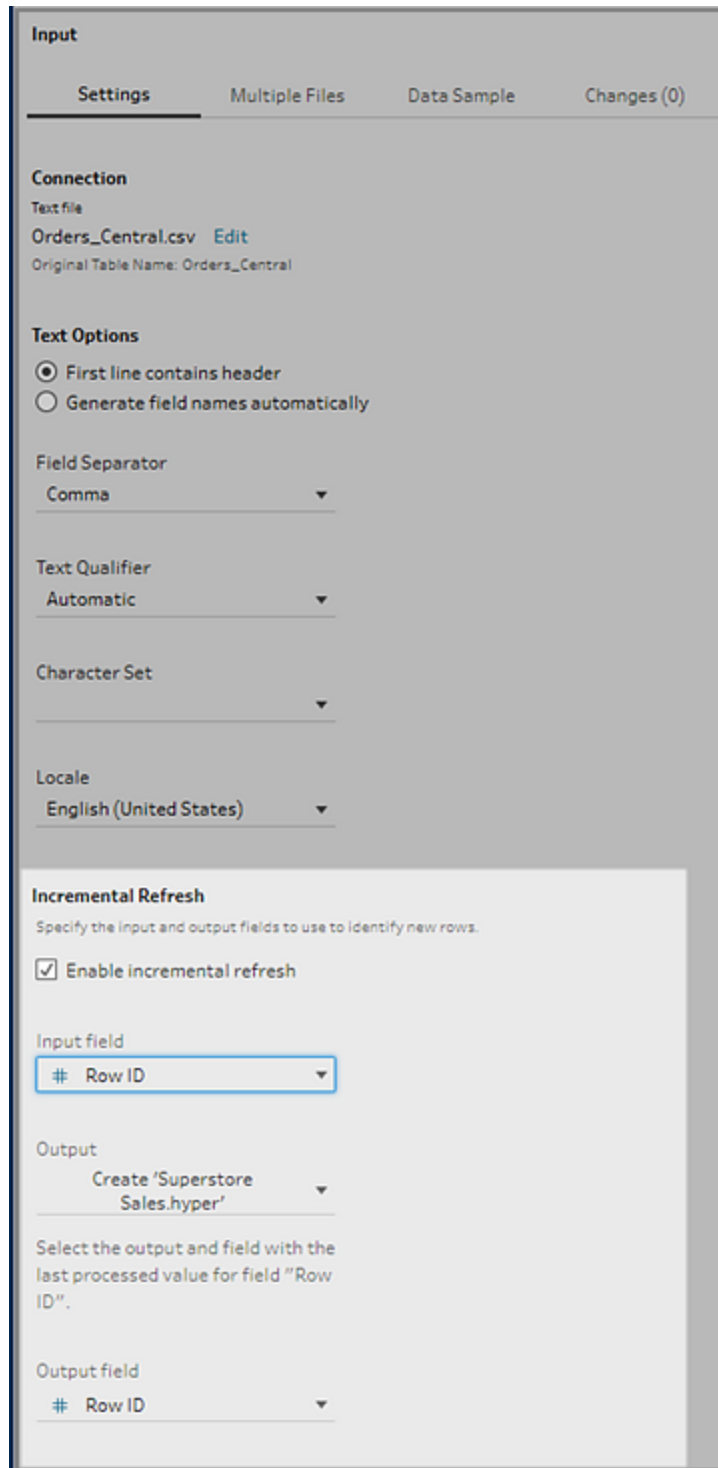 Input
Settings Multiple Files Data Sample Changes (0)
Connection
Text file
Orders_Central.csv Edit
Original Table Name: Orders_Central
Text Options
First line contains header
Generate field names automatically
Field Separator
Comma
Text Qualifier
Automatic
Character Set
Locale
English (United States)
Incremental Refresh
Specify the input and output fields to use to identify new rows.
Enable incremental refresh
Input field
# Row ID
Output
Create 'Superstore
Sales.hyper'
Select the output and field with the
last processed value for field "Row
ID".
Output field
# Row ID